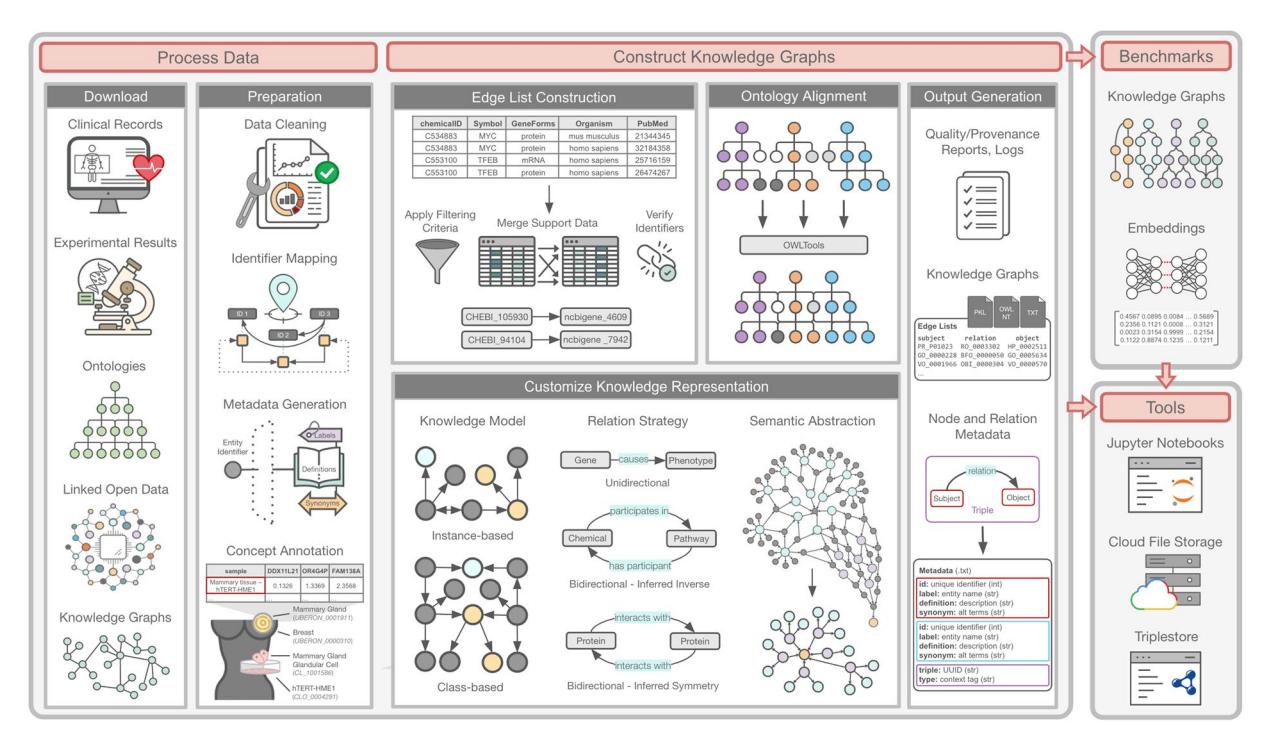 Process Data
Construct Knowledge Graphs
Benchmarks
Download
Clinical Records
Experimental Results
Ontologies
Linked Open Data
Knowledge Graphs
Preparation
Data Cleaning
Identifier Mapping
ID 1
ID 3
ID 2
Metadata Generation
Entity
Identifier
Labels
Definitions
Synonyms
Concept Annotation
sample DDX11L21 OR4G4P FAM138A
Mammary tissue –
hTERT-HME1 0.1326 1.3369 2.3568
... ... ... ...
Mammary Gland
(UBERON_0001911)
Breast
(UBERON_0000310)
Mammary Gland
Glandular Cell
(CL_1001586)
hTERT-HME1
(CLO_0004291)
Edge List Construction
chemicalID Symbol GeneForms Organism PubMed
C534883 MYC protein mus musculus 21344345
C534883 MYC protein homo sapiens 32184358
C553100 TFEB mRNA homo sapiens 25716159
C553100 TFEB protein homo sapiens 26474267
Apply Filtering
Criteria
Merge Support Data
Verify
Identifiers
CHEBI_105930 ncbigene_4609
CHEBI_94104 ncbigene _7942
Ontology Alignment
OWLTools
Customize Knowledge Representation
Knowledge Model
Instance-based
Class-based
Relation Strategy
Gene causes Phenotype
Unidirectional
participates in
Chemical Pathway
has participant
Bidirectional - Inferred Inverse
interacts with
Protein Protein
interacts with
Bidirectional - Inferred Symmetry
Semantic Abstraction
Output Generation
Quality/Provenance
Reports, Logs
Knowledge Graphs
PKL
OWL
NT
TXT
Edge Lists
subject relation object
PR_P01023 RO_0003302 HP_0002511
GO_0000228 BFO_0000050 GO_0005634
VO_0001966 OBI_0000304 VO_0000570
...
Node and Relation
Metadata
relation
Subject Object
Triple
Metadata (.txt)
id: unique identifier (int)
label: entity name (str)
definition: description (str)
synonym: alt terms (str)
id: unique identifier (int)
label: entity name (str)
definition: description (str)
synonym: alt terms (str)
triple: UUID (str)
type: context tag (str)
Knowledge Graphs
Embeddings
0.4567 0.0895 0.0084 ... 0.5689
0.2356 0.1121 0.0008 ... 0.3121
0.0023 0.3154 0.9999 ... 0.2154
0.1122 0.8874 0.1235 ... 0.1211
Tools
Jupyter Notebooks
Cloud File Storage
Triplestore